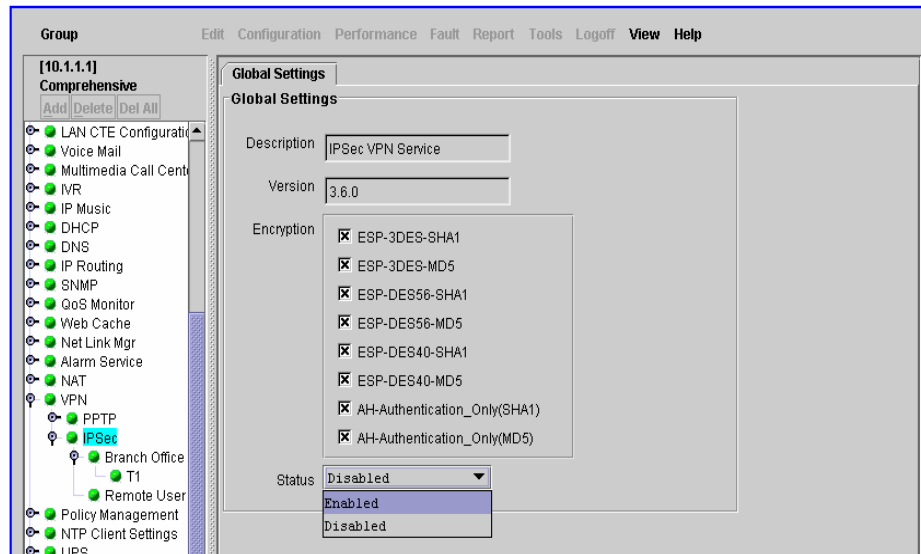 Group Edit Configuration Performance Fault Report Tools Logoff View Help
[10.1.1.1]
Comprehensive
Add Delete Del All
LAN CTE Configuratio
Voice Mail
Multimedia Call Cent
IVR
IP Music
DHCP
DNS
IP Routing
SNMP
QoS Monitor
Web Cache
Net Link Mgr
Alarm Service
NAT
VPN
PPTP
IPSec
Branch Office
T1
Remote User
Policy Management
NTP Client Settings
UPS
Global Settings
Global Settings
Description IPSec VPN Service
Version 3.6.0
Encryption
ESP-3DES-SHA1
ESP-3DES-MD5
ESP-DES56-SHA1
ESP-DES56-MD5
ESP-DES40-SHA1
ESP-DES40-MD5
AH-Authentication_Only(SHA1)
AH-Authentication_Only(MD5)
Status Disabled
Enabled
Disabled